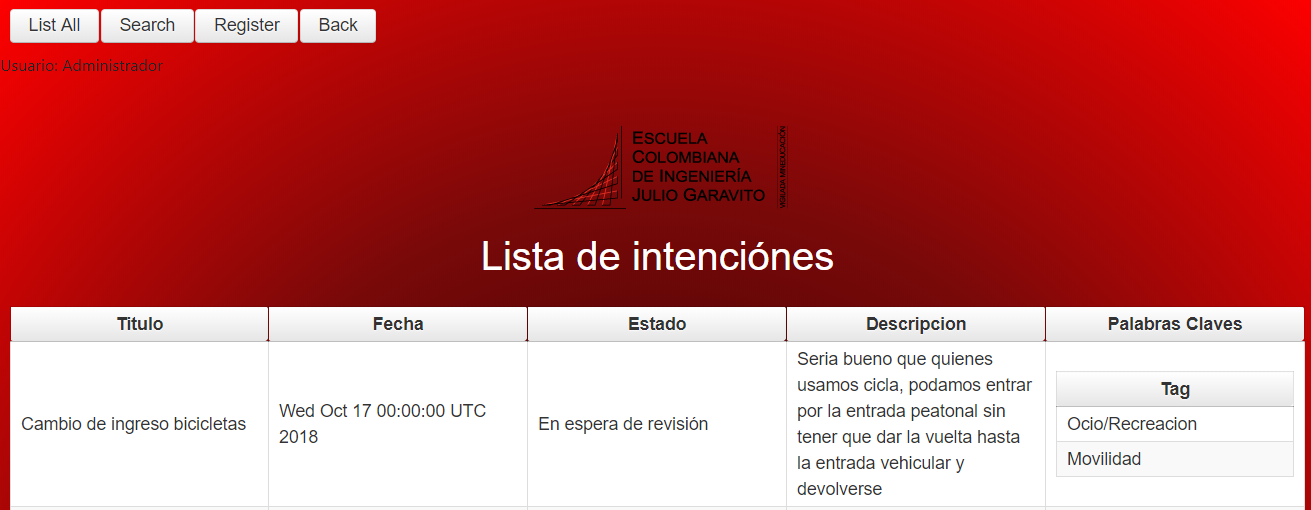 List All Search Register Back
Usuario: Administrador
ESCUELA
COLOMBIANA
DE INGENIERÍA
JULIO GARAVITO
VIGILADA MINEDUCACIÓN
Lista de intenciónes
Titulo Fecha Estado Descripcion Palabras Claves
Cambio de ingreso bicicletas
Wed Oct 17 00:00:00 UTC
2018
En espera de revisión
Seria bueno que quienes
usamos cicla, podamos entrar
por la entrada peatonal sin
tener que dar la vuelta hasta
la entrada vehicular y
devolverse
Tag
Ocio/Recreacion
Movilidad